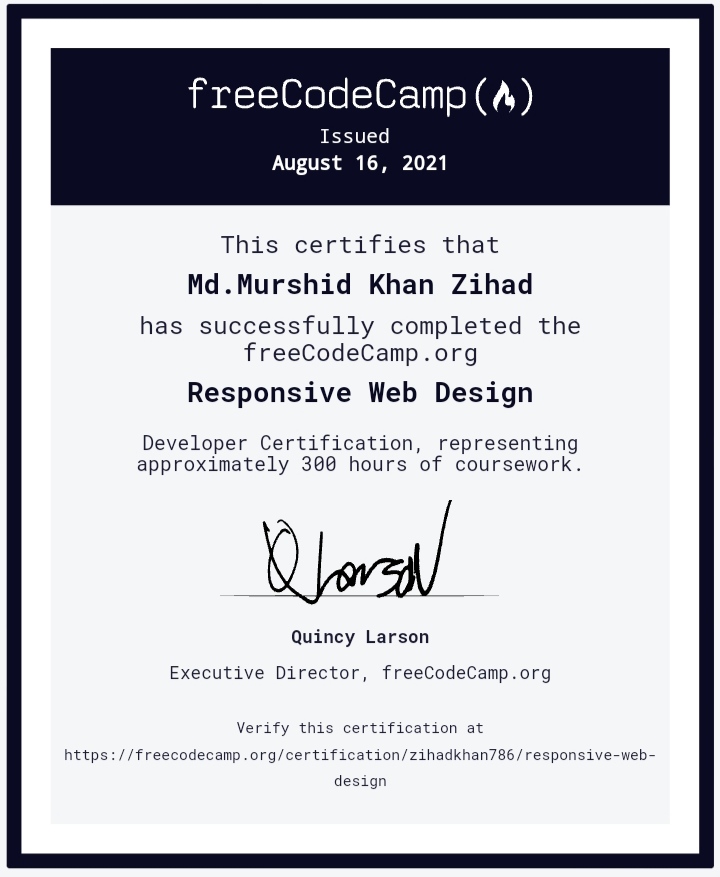 freeCodeCamp(🔥)
Issued
August 16, 2021
This certifies that
Md.Murshid Khan Zihad
has successfully completed the
freeCodeCamp.org
Responsive Web Design
Developer Certification, representing
approximately 300 hours of coursework.
Q Larson
Quincy Larson
Executive Director, freeCodeCamp.org
Verify this certification at
https://freecodecamp.org/certification/zihadkhan786/responsive-web-
design